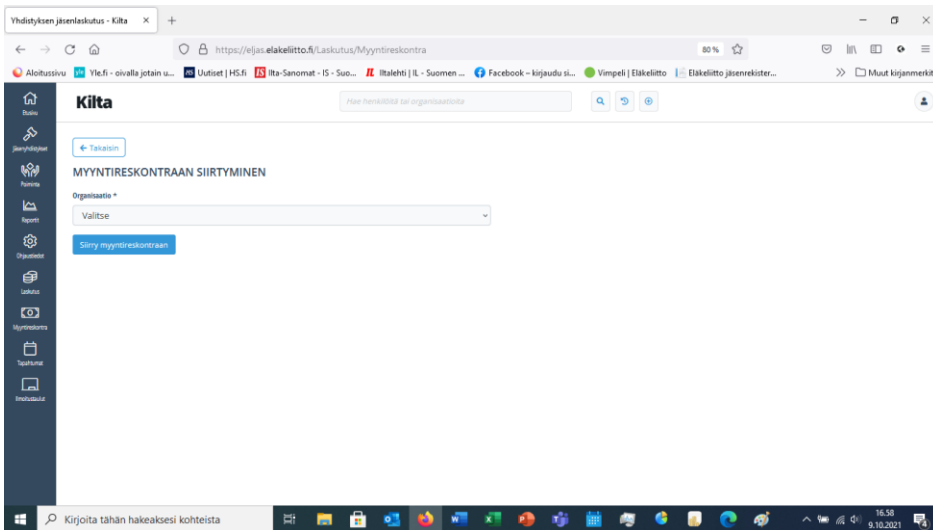 Yhdistyksen jäsenlaskutus - Kilta
https://eljas.elakeliitto.fi/Laskutus/Myyntireskontra
80 %
Aloitussivu
Yle.fi - oivalla jotain u...
Uutiset | HS.fi
Ilta-Sanomat - IS - Suo...
Iltalehti | IL - Suomen ...
Facebook – kirjaudu si...
Vimpeli | Eläkeliitto
Eläkeliitto jäsenrekister...
Muut kirjanmerkit
Etusivu
Kilta
Hae henkilöitä tai organisaatioita
Jäsenyhdistykset
Takaisin
Poiminta
MYYNTIRESKONTRAAN SIIRTYMINEN
Organisaatio *
Raportit
Valitse
Siirry myyntireskontraan
Ohjaustiedot
Laskutus
Myyntireskontra
Tapahtumat
Ilmoitustaulut
Kirjoita tähän hakeaksesi kohteista
16.58
9.10.2021